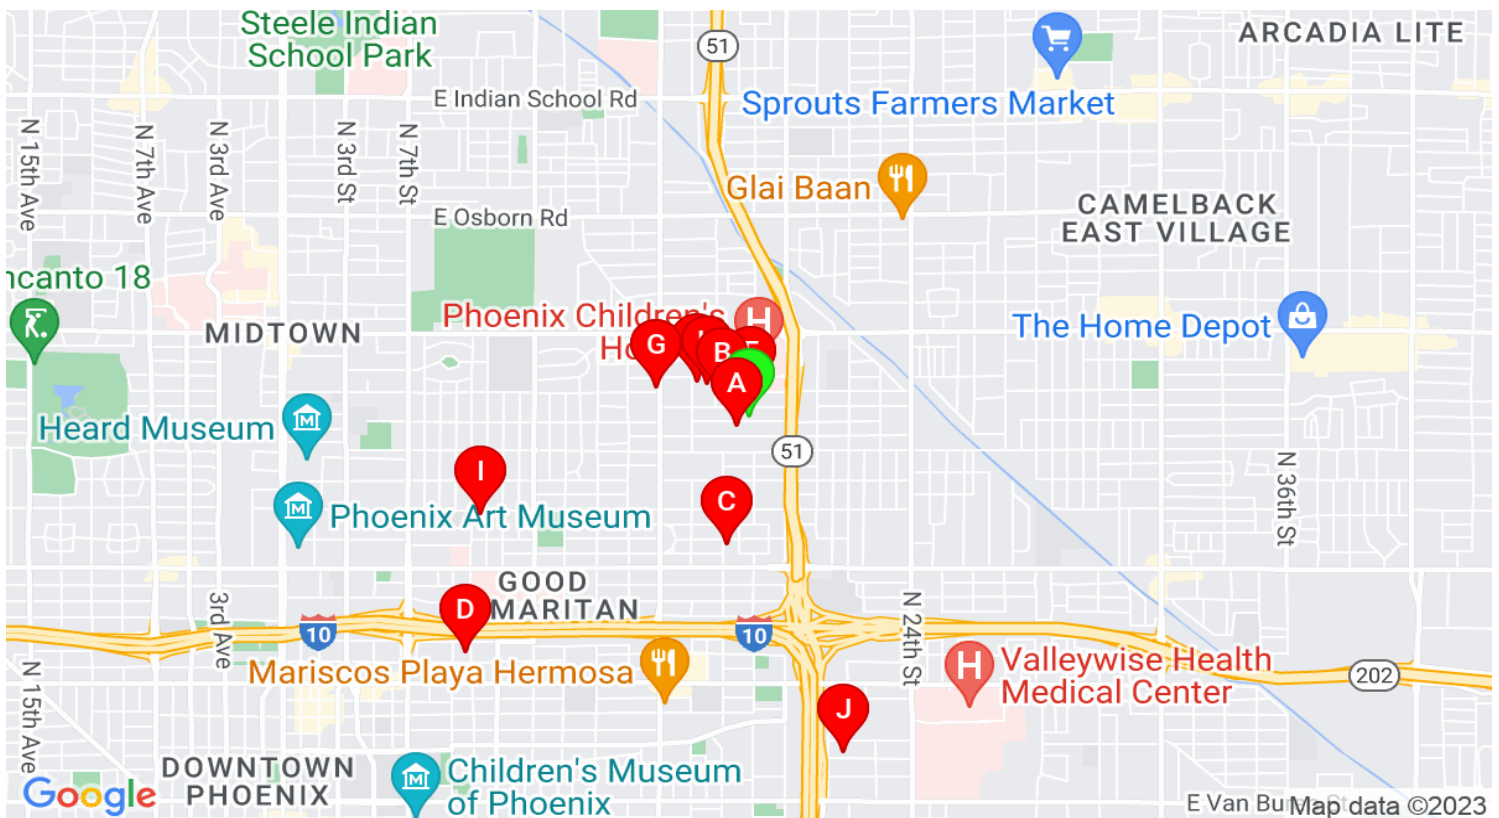 Steele Indian
School Park
51
ARCADIA LITE
E Indian School Rd
Sprouts Farmers Market
N 15th Ave
N 7th Ave
N 3rd Ave
N 3rd St
N 7th St
Glai Baan
E Osborn Rd
CAMELBACK
EAST VILLAGE
ncanto 18
Phoenix Children's
H
Ho
MIDTOWN
The Home Depot
G
B
A
Heard Museum
M
51
I
C
N 36th St
Phoenix Art Museum
M
GOOD
MARITAN
D
10
10
3rd Ave
N 24th St
Mariscos Playa Hermosa
H
Valleywise Health
Medical Center
202
N 15th Ave
J
DOWNTOWN
PHOENIX
M
Children's Museum
of Phoenix
Google
E Van Bu
Map data ©2023